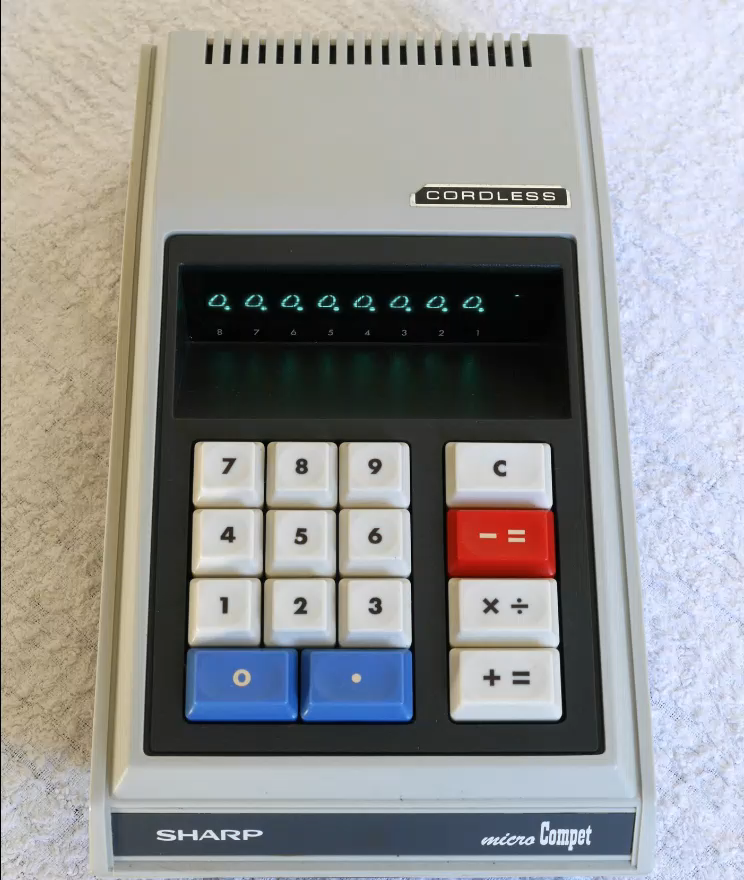 CORDLESS
0.0.0.0.0.0.0.0.
8 7 6 5 4 3 2 1
7 8 9 C
4 5 6 − =
1 2 3 × ÷
0 • + =
SHARP micro Compet